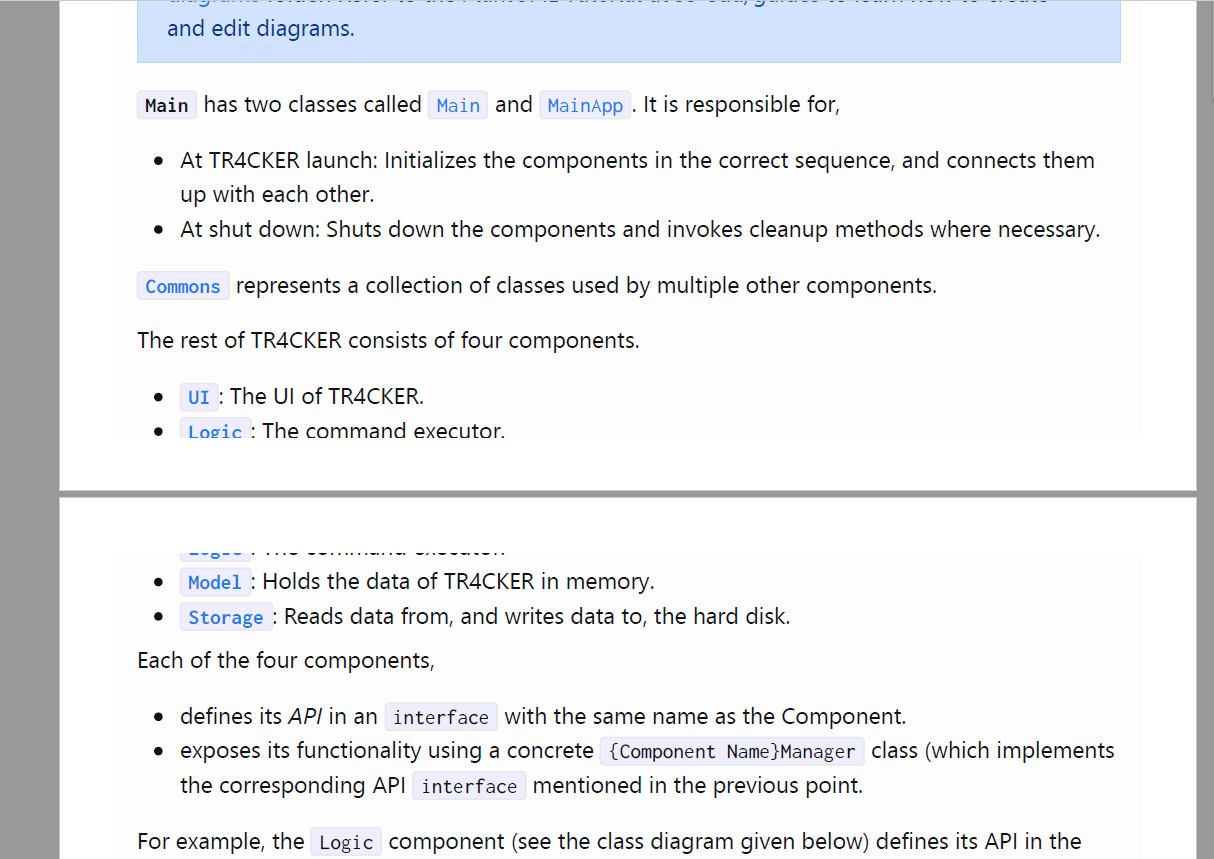 and edit diagrams.
Main has two classes called Main and MainApp. It is responsible for,
• At TR4CKER launch: Initializes the components in the correct sequence, and connects them
up with each other.
• At shut down: Shuts down the components and invokes cleanup methods where necessary.
Commons represents a collection of classes used by multiple other components.
The rest of TR4CKER consists of four components.
• UI: The UI of TR4CKER.
• Logic: The command executor.
• Model: Holds the data of TR4CKER in memory.
• Storage: Reads data from, and writes data to, the hard disk.
Each of the four components,
• defines its API in an interface with the same name as the Component.
• exposes its functionality using a concrete {Component Name}Manager class (which implements
the corresponding API interface mentioned in the previous point.
For example, the Logic component (see the class diagram given below) defines its API in the